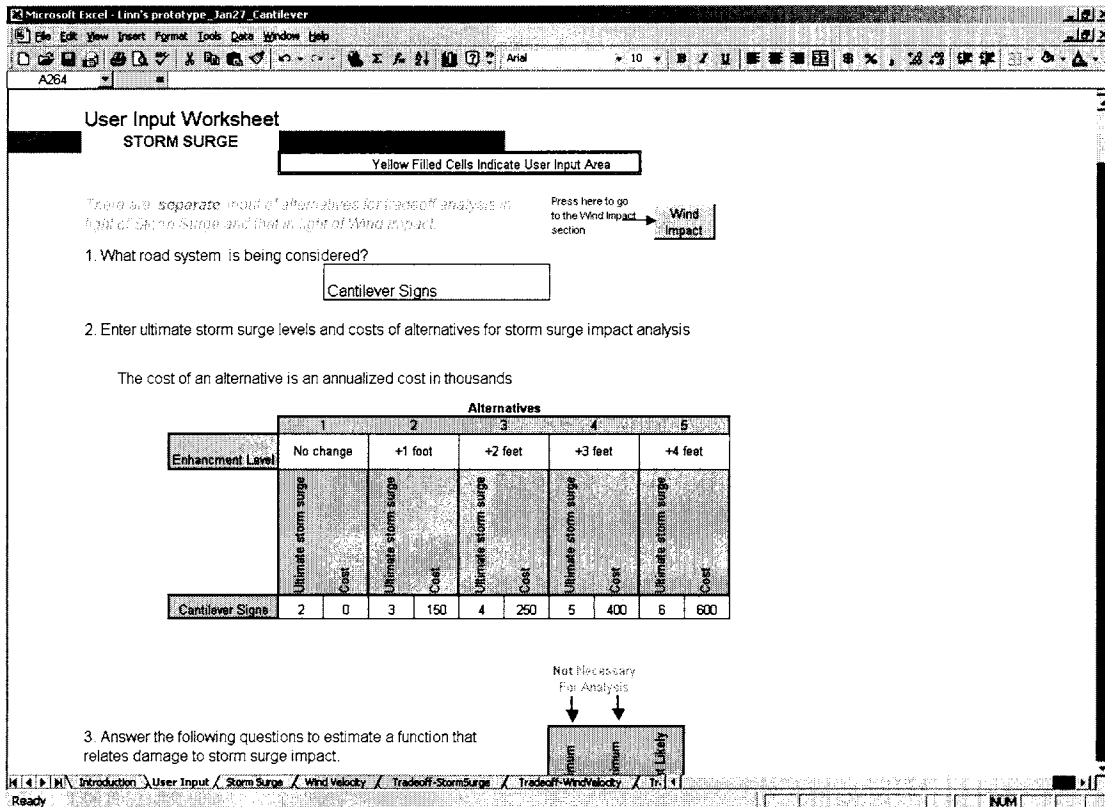 Microsoft Excel - Linn's prototype_Jan27_Cantilever
File Edit View Insert Format Tools Data Window Help
Arial 10 B I U
A264 =
User Input Worksheet
STORM SURGE
Yellow Filled Cells Indicate User Input Area
There are separate input of alternatives for tradeoff analysis in
light of Storm Surge and that in light of Wind impact.
Press here to go
to the Wind Impact
section
Wind
Impact
1. What road system is being considered?
Cantilever Signs
2. Enter ultimate storm surge levels and costs of alternatives for storm surge impact analysis
The cost of an alternative is an annualized cost in thousands
Alternatives
1 2 3 4 5
Enhancment Level No change +1 foot +2 feet +3 feet +4 feet
Ultimate storm surge Cost Ultimate storm surge Cost Ultimate storm surge Cost Ultimate storm surge Cost Ultimate storm surge Cost
Cantilever Signs 2 0 3 150 4 250 5 400 6 600
Not Necessary
For Analysis
3. Answer the following questions to estimate a function that
relates damage to storm surge impact.
Likely
Introduction User Input Storm Surge Wind Velocity Tradeoff-StormSurge Tradeoff-WindVelocity Tr
Ready NUM